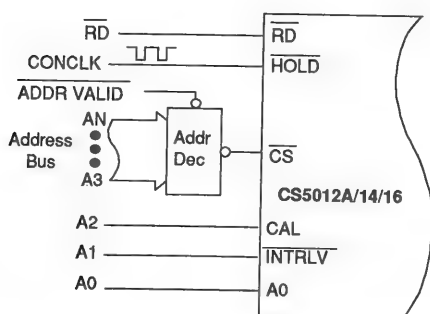 RD
RD
CONCLK
HOLD
ADDR VALID
AN
Address
Bus
Addr
Dec
CS
A3
CS5012A/14/16
A2
CAL
A1
INTRLV
A0
A0